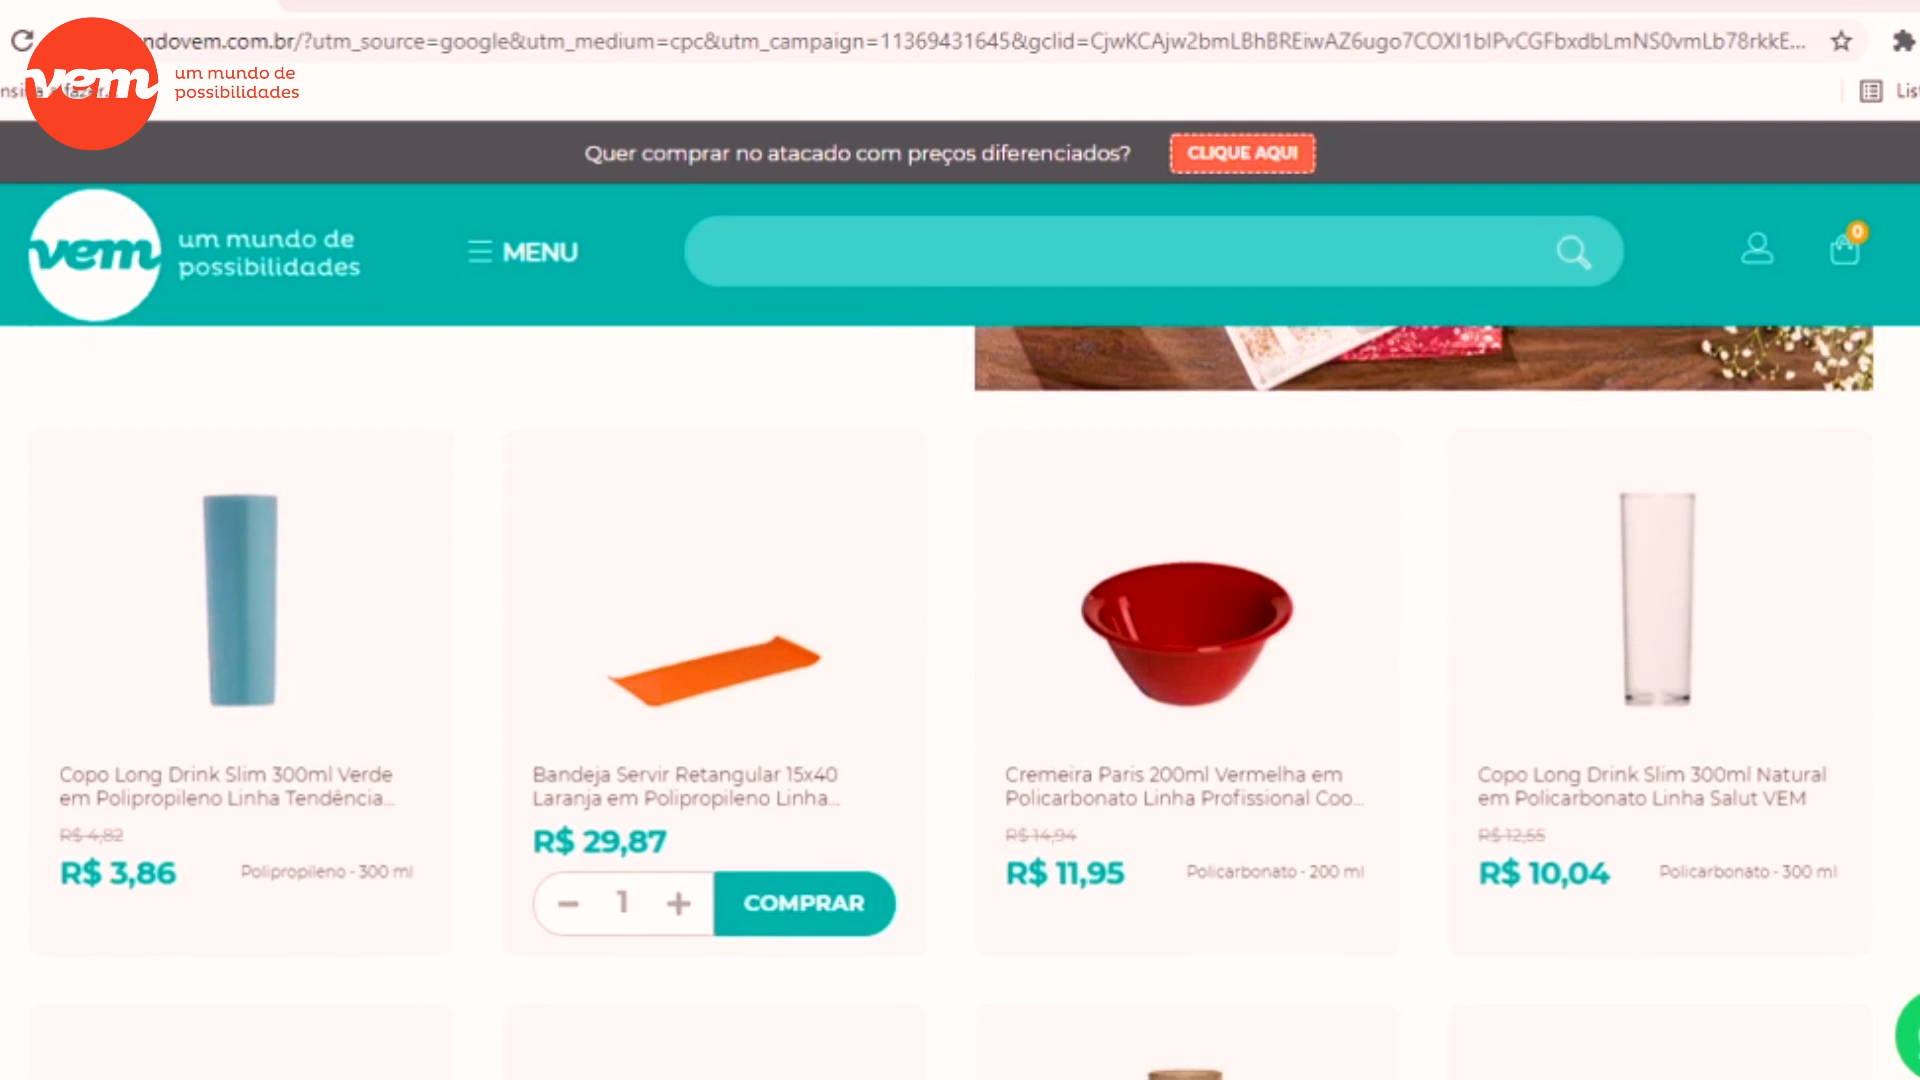 ndovem.com.br/?utm_source=google&utm_medium=cpc&utm_campaign=11369431645&gclid=CjwKCAjw2bmLBhBREiwAZ6ugo7COXI1bIPvCGFbxdbLmNS0vmLb78rkkE...
vem
um mundo de
possibilidades
a fazer...
Quer comprar no atacado com preços diferenciados?
CLIQUE AQUI
vem
um mundo de
possibilidades
MENU
0
Copo Long Drink Slim 300ml Verde
em Polipropileno Linha Tendência...
R$ 4,82
R$ 3,86
Polipropileno - 300 ml
Bandeja Servir Retangular 15x40
Laranja em Polipropileno Linha...
R$ 29,87
1
COMPRAR
Cremeira Paris 200ml Vermelha em
Policarbonato Linha Profissional Coo...
R$ 14,94
R$ 11,95
Policarbonato - 200 ml
Copo Long Drink Slim 300ml Natural
em Policarbonato Linha Salut VEM
R$ 12,55
R$ 10,04
Policarbonato - 300 ml